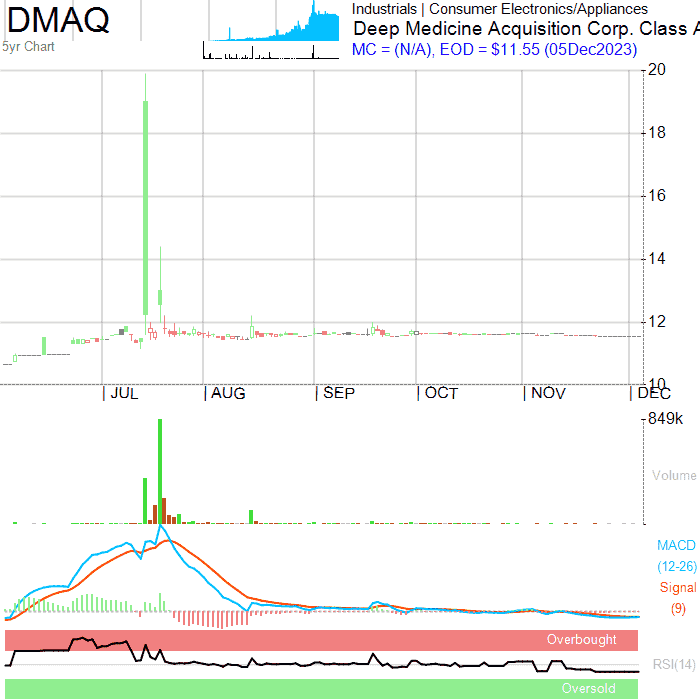 DMAQ
5yr Chart
Industrials | Consumer Electronics/Appliances
Deep Medicine Acquisition Corp. Class A
MC = (N/A), EOD = $11.55 (05Dec2023)
20
18
16
14
12
10
JUL AUG SEP OCT NOV DEC
849k
Volume
MACD
(12-26)
Signal
(9)
Overbought
RSI(14)
Oversold